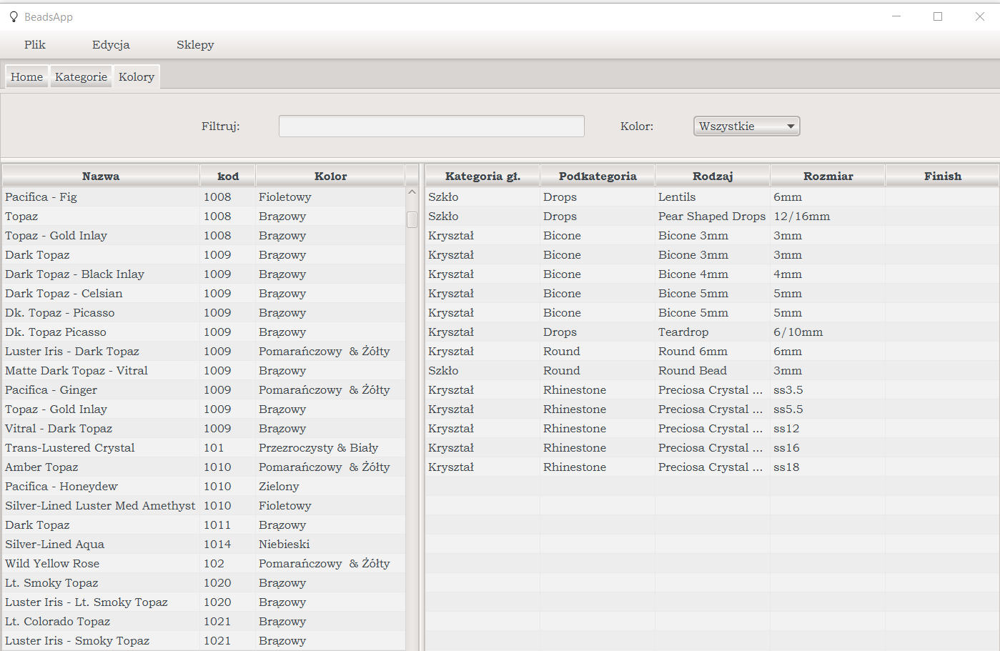 BeadsApp
Plik Edycja Sklepy
Home Kategorie Kolory
Filtruj: Kolor: Wszystkie
Nazwa kod Kolor Kategoria gł. Podkategoria Rodzaj Rozmiar Finish
Pacifica - Fig 1008 Fioletowy Szkło Drops Lentils 6mm
Topaz 1008 Brązowy Szkło Drops Pear Shaped Drops 12/16mm
Topaz - Gold Inlay 1008 Brązowy Kryształ Bicone Bicone 3mm 3mm
Dark Topaz 1009 Brązowy Kryształ Bicone Bicone 3mm 3mm
Dark Topaz - Black Inlay 1009 Brązowy Kryształ Bicone Bicone 4mm 4mm
Dark Topaz - Celsian 1009 Brązowy Kryształ Bicone Bicone 5mm 5mm
Dk. Topaz - Picasso 1009 Brązowy Kryształ Bicone Bicone 5mm 5mm
Dk. Topaz Picasso 1009 Brązowy Kryształ Drops Teardrop 6/10mm
Luster Iris - Dark Topaz 1009 Pomarańczowy & Żółty Kryształ Round Round 6mm 6mm
Matte Dark Topaz - Vitral 1009 Brązowy Szkło Round Round Bead 3mm
Pacifica - Ginger 1009 Pomarańczowy & Żółty Kryształ Rhinestone Preciosa Crystal ... ss3.5
Topaz - Gold Inlay 1009 Brązowy Kryształ Rhinestone Preciosa Crystal ... ss5.5
Vitral - Dark Topaz 1009 Brązowy Kryształ Rhinestone Preciosa Crystal ... ss12
Trans-Lustered Crystal 101 Przezroczysty & Biały Kryształ Rhinestone Preciosa Crystal ... ss16
Amber Topaz 1010 Pomarańczowy & Żółty Kryształ Rhinestone Preciosa Crystal ... ss18
Pacifica - Honeydew 1010 Zielony
Silver-Lined Luster Med Amethyst 1010 Fioletowy
Dark Topaz 1011 Brązowy
Silver-Lined Aqua 1014 Niebieski
Wild Yellow Rose 102 Pomarańczowy & Żółty
Lt. Smoky Topaz 1020 Brązowy
Luster Iris - Lt. Smoky Topaz 1020 Brązowy
Lt. Colorado Topaz 1021 Brązowy
Luster Iris - Smoky Topaz 1021 Brązowy